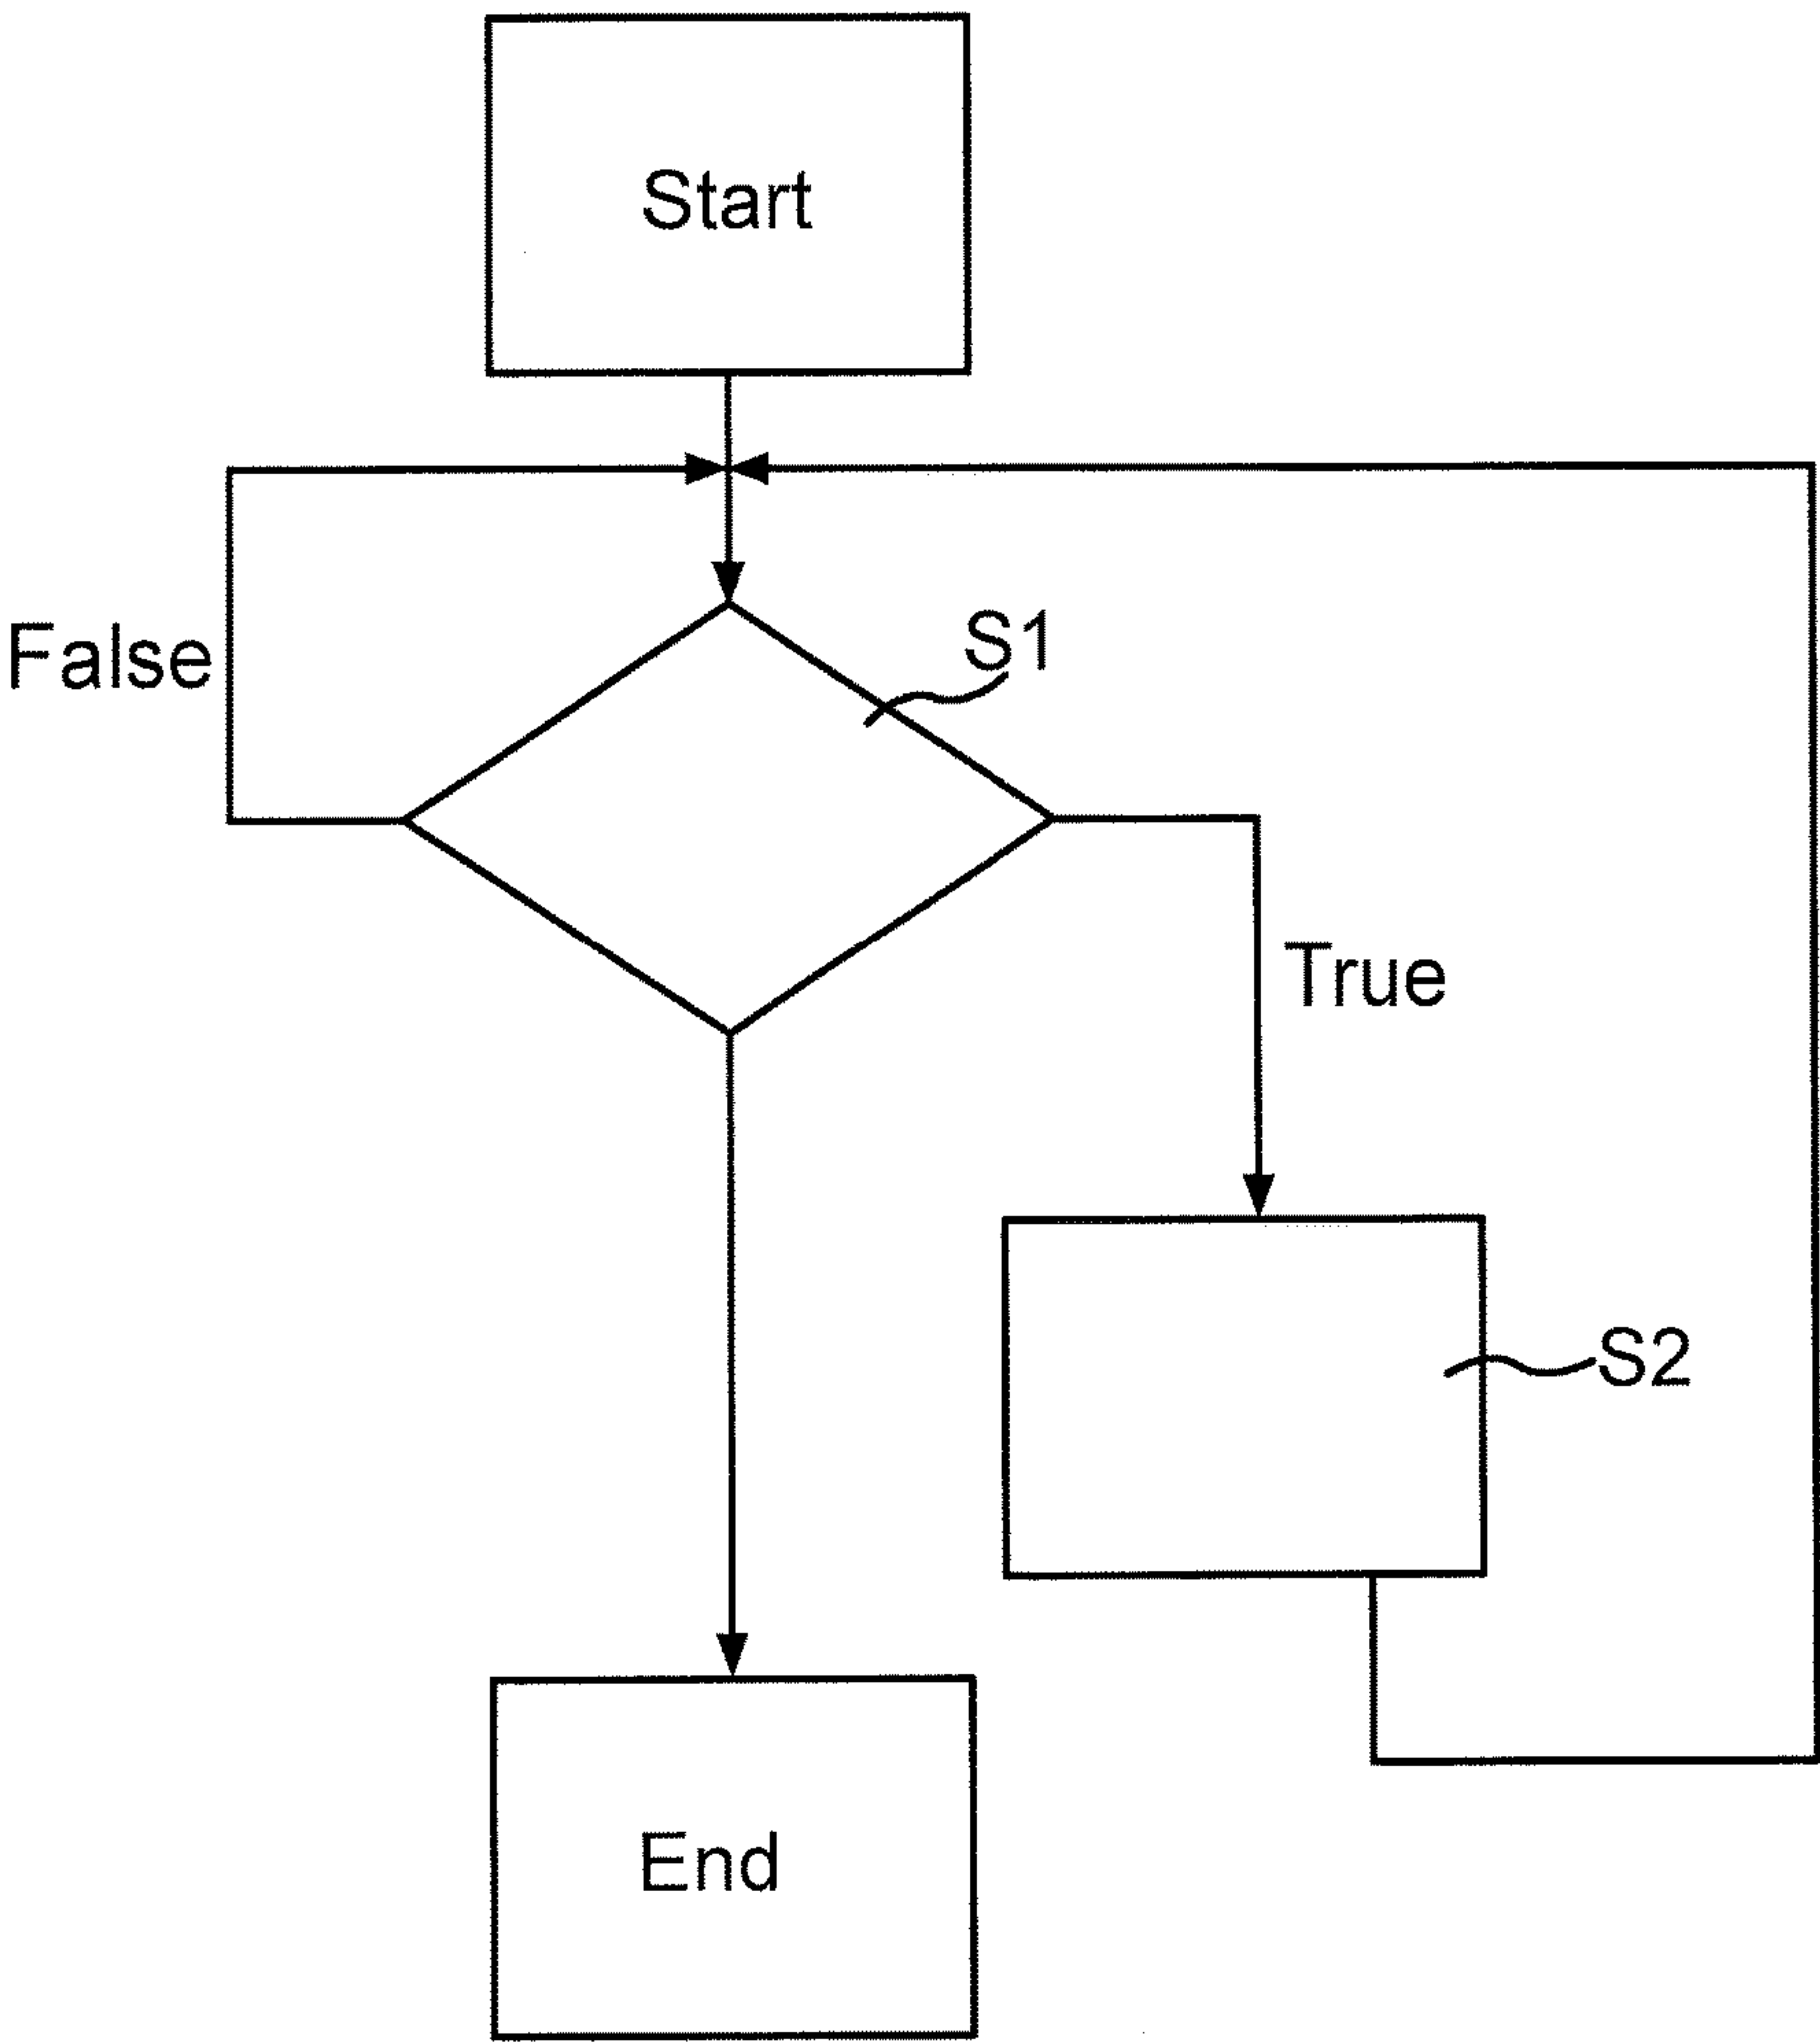 Start
False
S1
True
S2
End